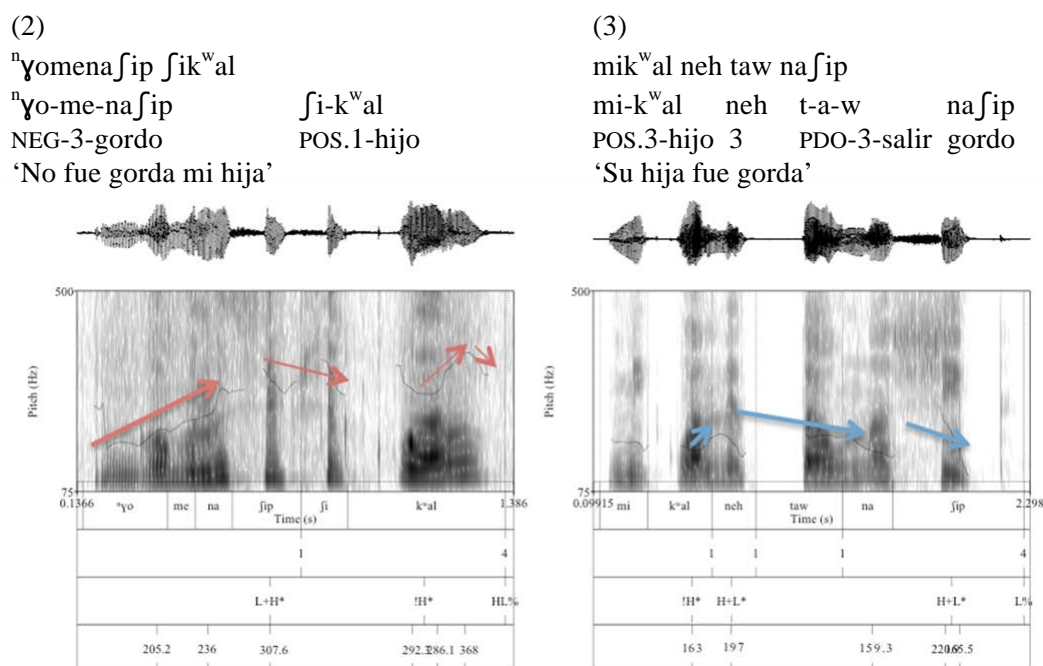 (2)
ⁿɣomenaʃip ʃikʷal
ⁿɣo-me-naʃip ʃi-kʷal
NEG-3-gordo POS.1-hijo
‘No fue gorda mi hija’
500
Pitch (Hz)
75
0.1366 1.386
ⁿɣo me na ʃip ʃi kʷal
Time (s)
1 4
L+H* !H* HL%
205.2 236 307.6 292.3 286.1 368
(3)
mikʷal neh taw naʃip
mi-kʷal neh t-a-w naʃip
POS.3-hijo 3 PDO-3-salir gordo
‘Su hija fue gorda’
500
Pitch (Hz)
75
0.09915 2.298
mi kʷal neh taw na ʃip
Time (s)
1 1 1 4
!H* H+L* H+L* L%
163 197 159.3